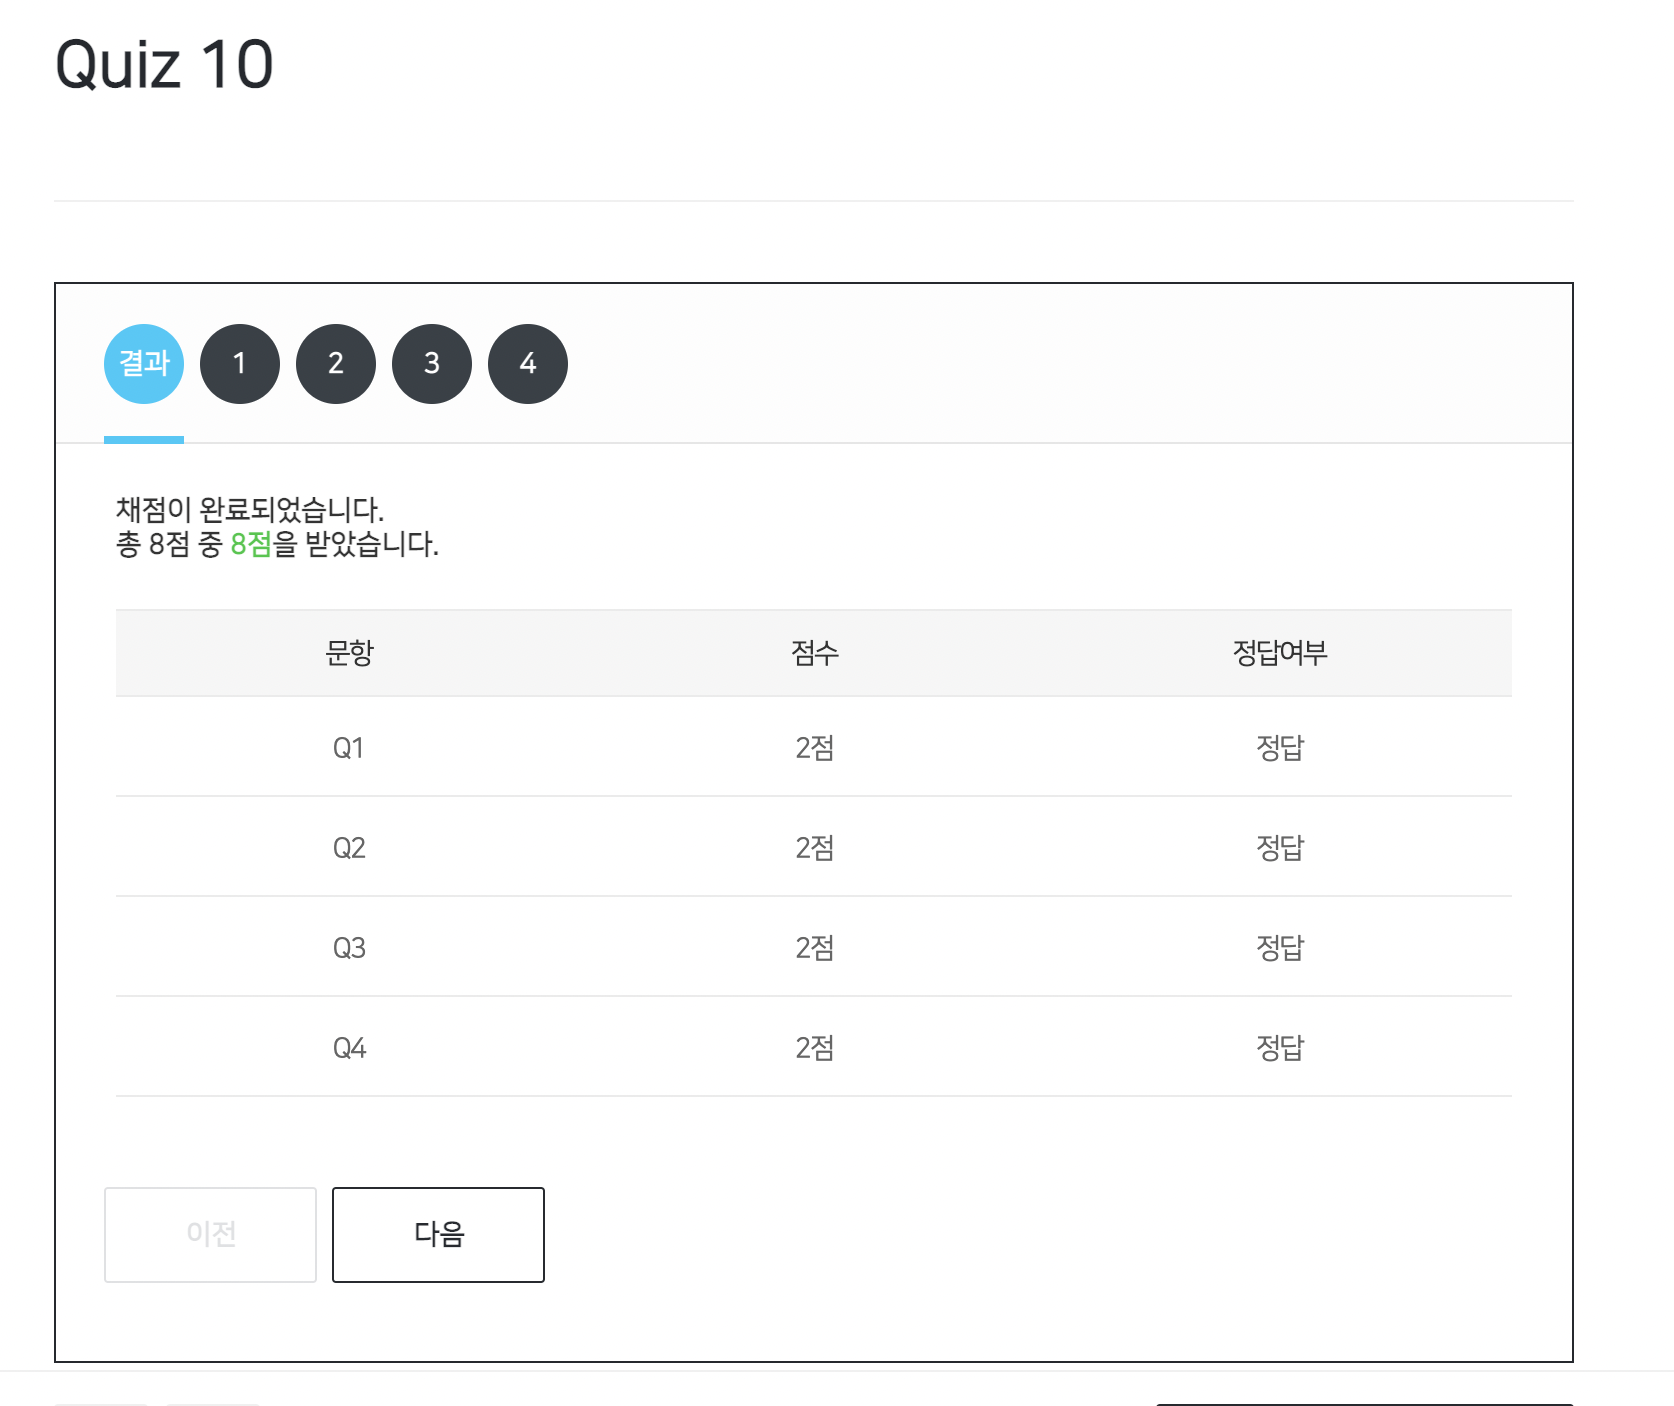 Quiz 10
결과 1 2 3 4
채점이 완료되었습니다.
총 8점 중 8점을 받았습니다.
문항 점수 정답여부
Q1 2점 정답
Q2 2점 정답
Q3 2점 정답
Q4 2점 정답
이전 다음